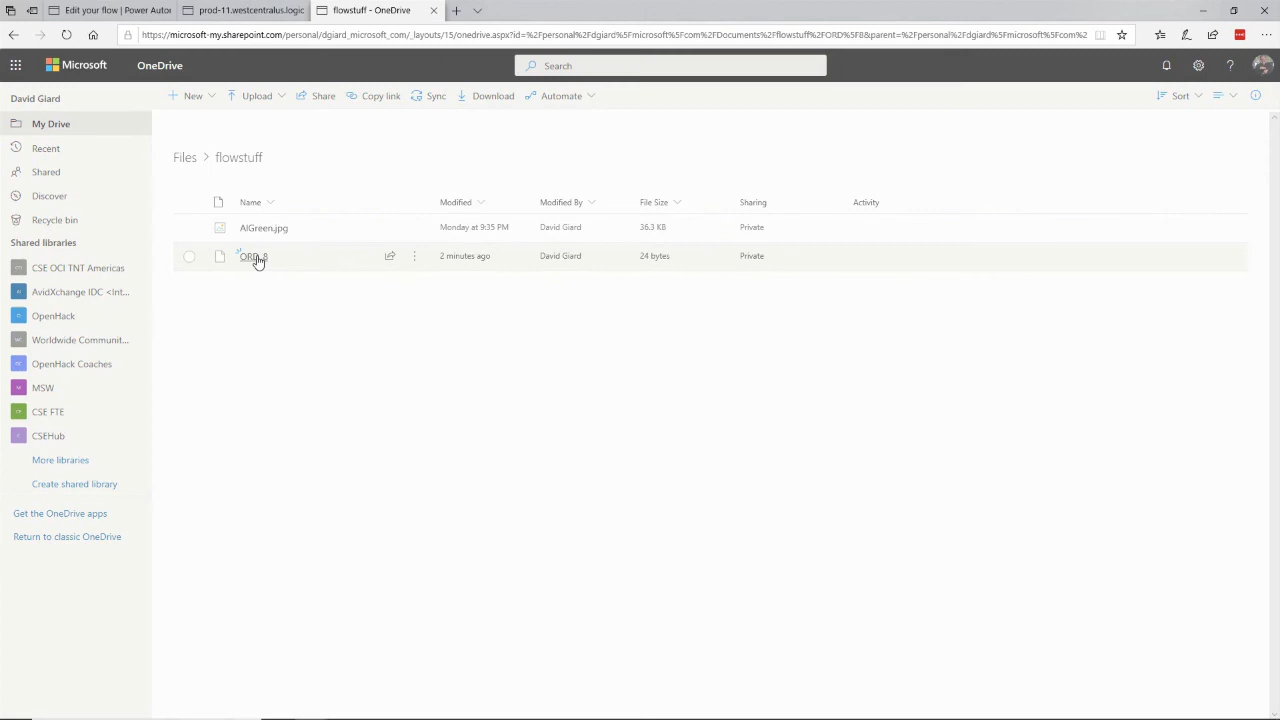 Edit your flow | Power Auto
prod-11.westcentralus.logic
flowstuff - OneDrive
https://microsoft-my.sharepoint.com/personal/dgiard_microsoft_com/_layouts/15/onedrive.aspx?id=%2Fpersonal%2Fdgiard%5Fmicrosoft%5Fcom%2FDocuments%2Fflowstuff%2FORD%5F8&parent=%2Fpersonal%2Fdgiard%5Fmicrosoft%5Fcom%2
Microsoft OneDrive Search
David Giard
New Upload Share Copy link Sync Download Automate Sort
My Drive
Recent
Shared
Discover
Recycle bin
Shared libraries
CSE OCI TNT Americas
AvidXchange IDC <Int...
OpenHack
Worldwide Communit...
OpenHack Coaches
MSW
CSE FTE
CSEHub
More libraries
Create shared library
Get the OneDrive apps
Return to classic OneDrive
Files > flowstuff
Name Modified Modified By File Size Sharing Activity
AIGreen.jpg Monday at 9:35 PM David Giard 36.3 KB Private
2 minutes ago David Giard 24 bytes Private